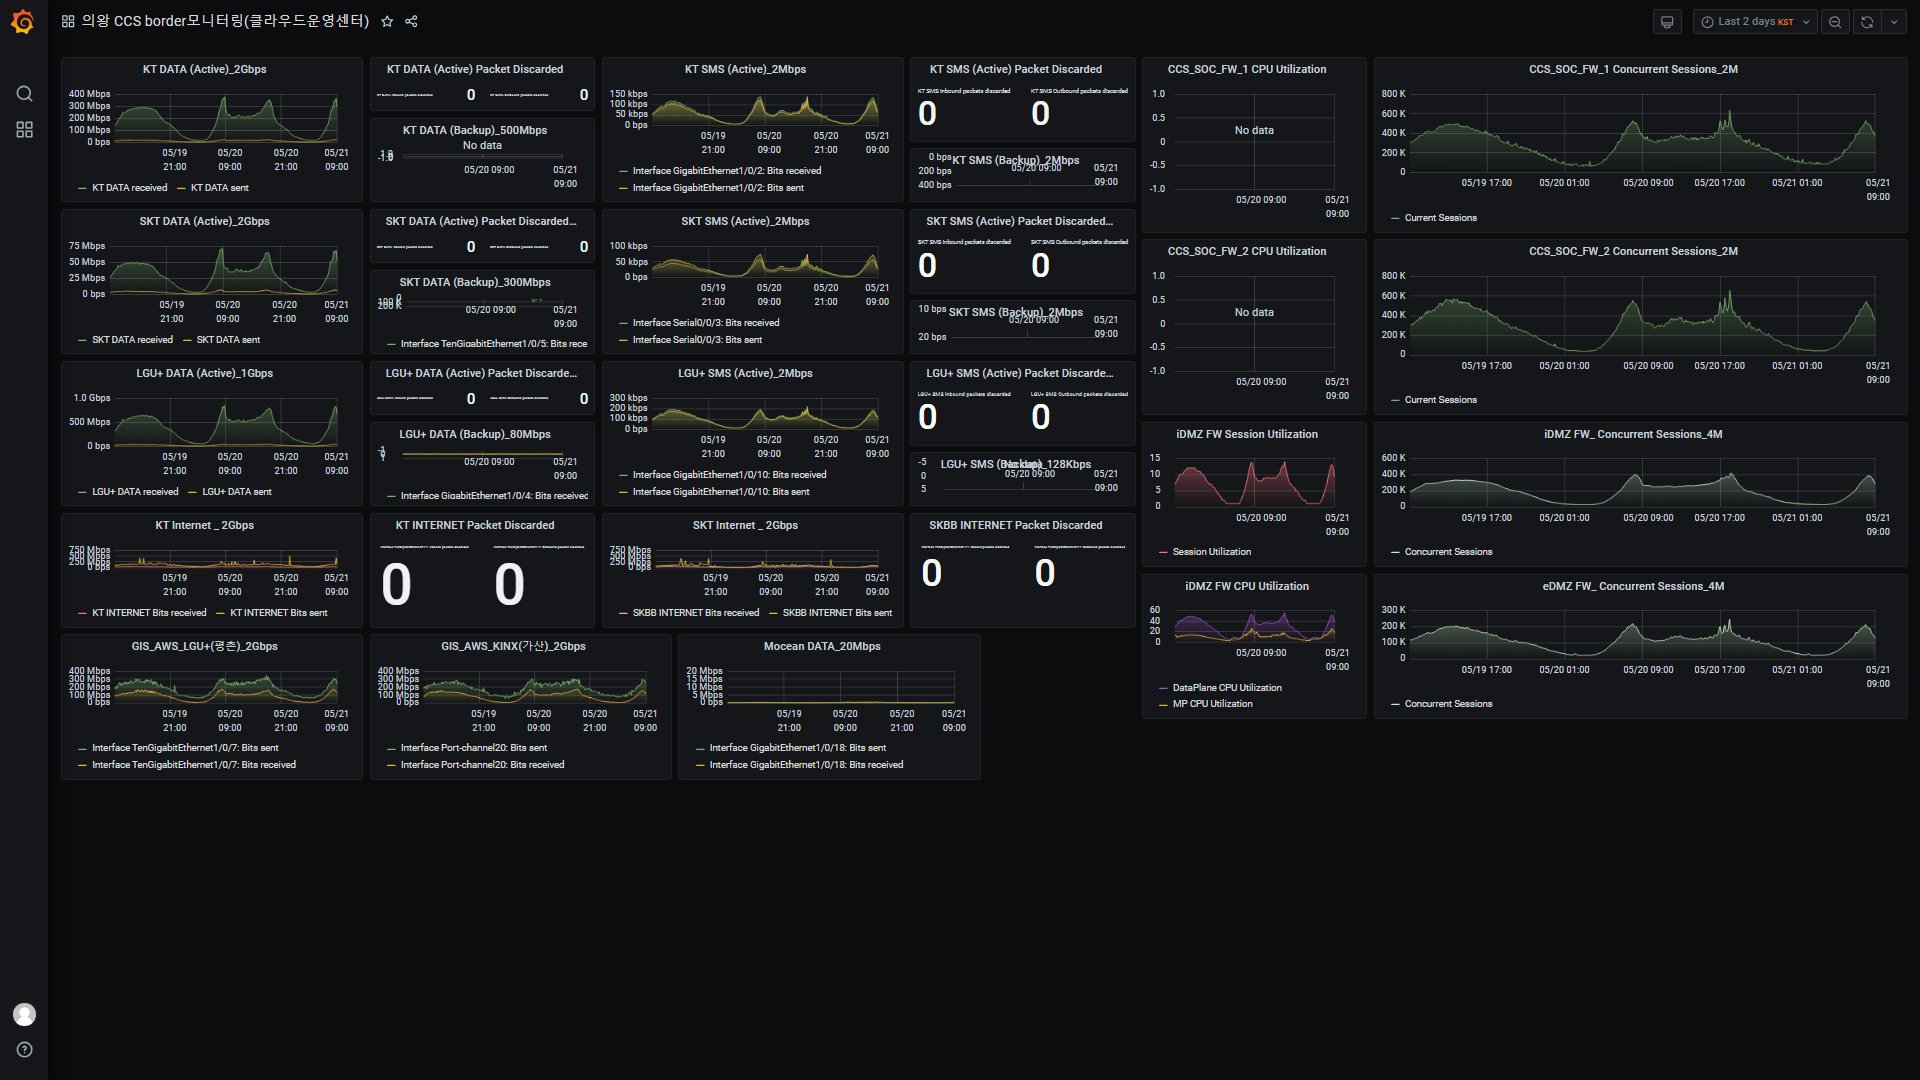 의왕 CCS border모니터링(클라우드운영센터)
Last 2 days KST
KT DATA (Active)_2Gbps
400 Mbps
300 Mbps
200 Mbps
100 Mbps
0 bps
05/19 21:00
05/20 09:00
05/20 21:00
05/21 09:00
KT DATA received
KT DATA sent
KT DATA (Active) Packet Discarded
0
0
KT DATA (Backup)_500Mbps
No data
-1.0
05/20 09:00
05/21 09:00
KT SMS (Active)_2Mbps
150 kbps
100 kbps
50 kbps
0 bps
05/19 21:00
05/20 09:00
05/20 21:00
05/21 09:00
Interface GigabitEthernet1/0/2: Bits received
Interface GigabitEthernet1/0/2: Bits sent
KT SMS (Active) Packet Discarded
KT SMS Inbound packets discarded
KT SMS Outbound packets discarded
0
0
KT SMS (Backup)_2Mbps
0 bps
200 bps
400 bps
05/20 09:00
05/21 09:00
CCS_SOC_FW_1 CPU Utilization
1.0
0.5
0
-0.5
-1.0
No data
05/20 09:00
05/21 09:00
CCS_SOC_FW_1 Concurrent Sessions_2M
800 K
600 K
400 K
200 K
0
05/19 17:00
05/20 01:00
05/20 09:00
05/20 17:00
05/21 01:00
05/21 09:00
Current Sessions
SKT DATA (Active)_2Gbps
75 Mbps
50 Mbps
25 Mbps
0 bps
05/19 21:00
05/20 09:00
05/20 21:00
05/21 09:00
SKT DATA received
SKT DATA sent
SKT DATA (Active) Packet Discarded...
0
0
SKT DATA (Backup)_300Mbps
0
100 K
200 K
05/20 09:00
05/21 09:00
Interface TenGigabitEthernet1/0/5: Bits rece
SKT SMS (Active)_2Mbps
100 kbps
50 kbps
0 bps
05/19 21:00
05/20 09:00
05/20 21:00
05/21 09:00
Interface Serial0/0/3: Bits received
Interface Serial0/0/3: Bits sent
SKT SMS (Active) Packet Discarded...
SKT SMS Inbound packets discarded
SKT SMS Outbound packets discarded
0
0
SKT SMS (Backup)_2Mbps
10 bps
20 bps
05/20 09:00
05/21 09:00
CCS_SOC_FW_2 CPU Utilization
1.0
0.5
0
-0.5
-1.0
No data
05/20 09:00
05/21 09:00
CCS_SOC_FW_2 Concurrent Sessions_2M
800 K
600 K
400 K
200 K
0
05/19 17:00
05/20 01:00
05/20 09:00
05/20 17:00
05/21 01:00
05/21 09:00
Current Sessions
LGU+ DATA (Active)_1Gbps
1.0 Gbps
500 Mbps
0 bps
05/19 21:00
05/20 09:00
05/20 21:00
05/21 09:00
LGU+ DATA received
LGU+ DATA sent
LGU+ DATA (Active) Packet Discarde...
0
0
LGU+ DATA (Backup)_80Mbps
05/20 09:00
05/21 09:00
Interface GigabitEthernet1/0/4: Bits received
LGU+ SMS (Active)_2Mbps
300 kbps
200 kbps
100 kbps
0 bps
05/19 21:00
05/20 09:00
05/20 21:00
05/21 09:00
Interface GigabitEthernet1/0/10: Bits received
Interface GigabitEthernet1/0/10: Bits sent
LGU+ SMS (Active) Packet Discarde...
LGU+ SMS Inbound packets discarded
LGU+ SMS Outbound packets discarded
0
0
LGU+ SMS (Backup)_128Kbps
No data
-5
0
5
05/20 09:00
05/21 09:00
iDMZ FW Session Utilization
15
10
5
0
05/20 09:00
05/21 09:00
Session Utilization
iDMZ FW_ Concurrent Sessions_4M
600 K
400 K
200 K
0
05/19 17:00
05/20 01:00
05/20 09:00
05/20 17:00
05/21 01:00
05/21 09:00
Concurrent Sessions
KT Internet _ 2Gbps
750 Mbps
500 Mbps
250 Mbps
0 bps
05/19 21:00
05/20 09:00
05/20 21:00
05/21 09:00
KT INTERNET Bits received
KT INTERNET Bits sent
KT INTERNET Packet Discarded
0
0
SKT Internet _ 2Gbps
750 Mbps
500 Mbps
250 Mbps
0 bps
05/19 21:00
05/20 09:00
05/20 21:00
05/21 09:00
SKBB INTERNET Bits received
SKBB INTERNET Bits sent
SKBB INTERNET Packet Discarded
0
0
iDMZ FW CPU Utilization
60
40
20
0
05/20 09:00
05/21 09:00
DataPlane CPU Utilization
MP CPU Utilization
eDMZ FW_ Concurrent Sessions_4M
300 K
200 K
100 K
0
05/19 17:00
05/20 01:00
05/20 09:00
05/20 17:00
05/21 01:00
05/21 09:00
Concurrent Sessions
GIS_AWS_LGU+(평촌)_2Gbps
400 Mbps
300 Mbps
200 Mbps
100 Mbps
0 bps
05/19 21:00
05/20 09:00
05/20 21:00
05/21 09:00
Interface TenGigabitEthernet1/0/7: Bits sent
Interface TenGigabitEthernet1/0/7: Bits received
GIS_AWS_KINX(가산)_2Gbps
400 Mbps
300 Mbps
200 Mbps
100 Mbps
0 bps
05/19 21:00
05/20 09:00
05/20 21:00
05/21 09:00
Interface Port-channel20: Bits sent
Interface Port-channel20: Bits received
Mocean DATA_20Mbps
20 Mbps
15 Mbps
10 Mbps
5 Mbps
0 bps
05/19 21:00
05/20 09:00
05/20 21:00
05/21 09:00
Interface GigabitEthernet1/0/18: Bits sent
Interface GigabitEthernet1/0/18: Bits received